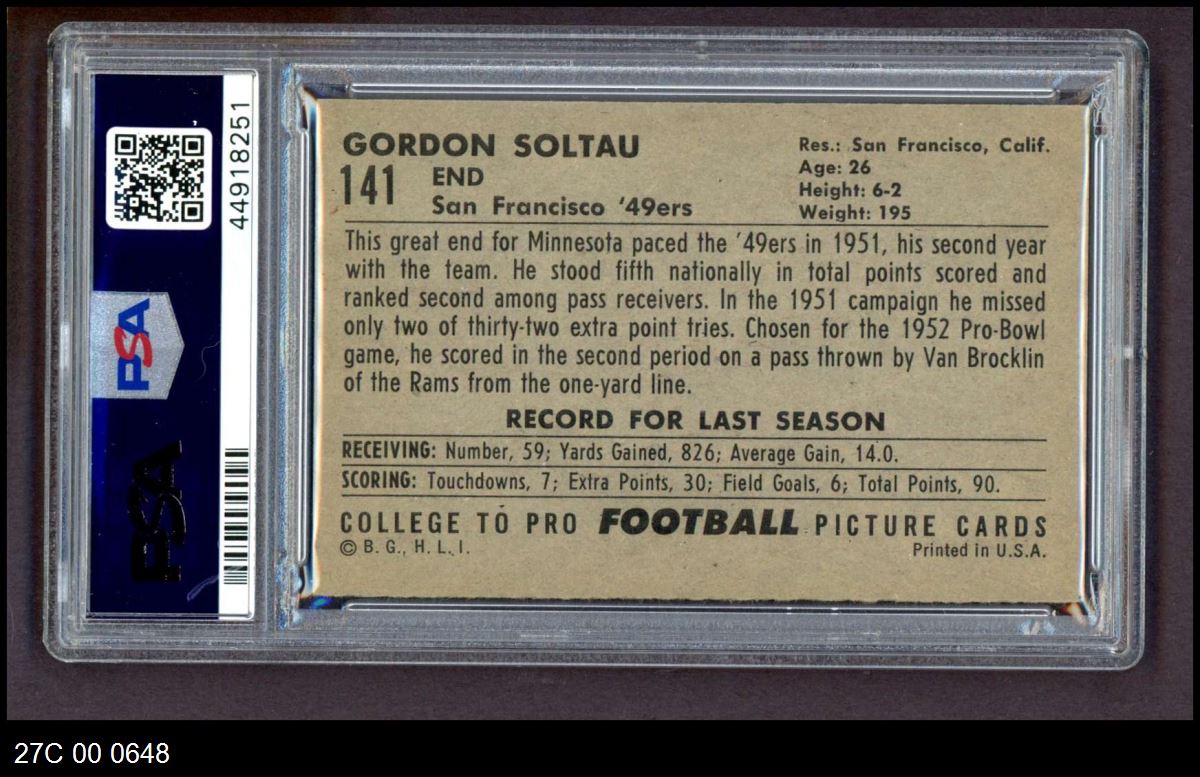 GORDON SOLTAU
141
END
San Francisco '49ers
Res.: San Francisco, Calif.
Age: 26
Height: 6-2
Weight: 195
This great end for Minnesota paced the '49ers in 1951, his second year
with the team. He stood fifth nationally in total points scored and
ranked second among pass receivers. In the 1951 campaign he missed
only two of thirty-two extra point tries. Chosen for the 1952 Pro-Bowl
game, he scored in the second period on a pass thrown by Van Brocklin
of the Rams from the one-yard line.
RECORD FOR LAST SEASON
RECEIVING: Number, 59; Yards Gained, 826; Average Gain, 14.0.
SCORING: Touchdowns, 7; Extra Points, 30; Field Goals, 6; Total Points, 90.
COLLEGE TO PRO FOOTBALL PICTURE CARDS
© B. G., H. L. I.
Printed in U.S.A.
44918251
PSA
PSA
27C 00 0648